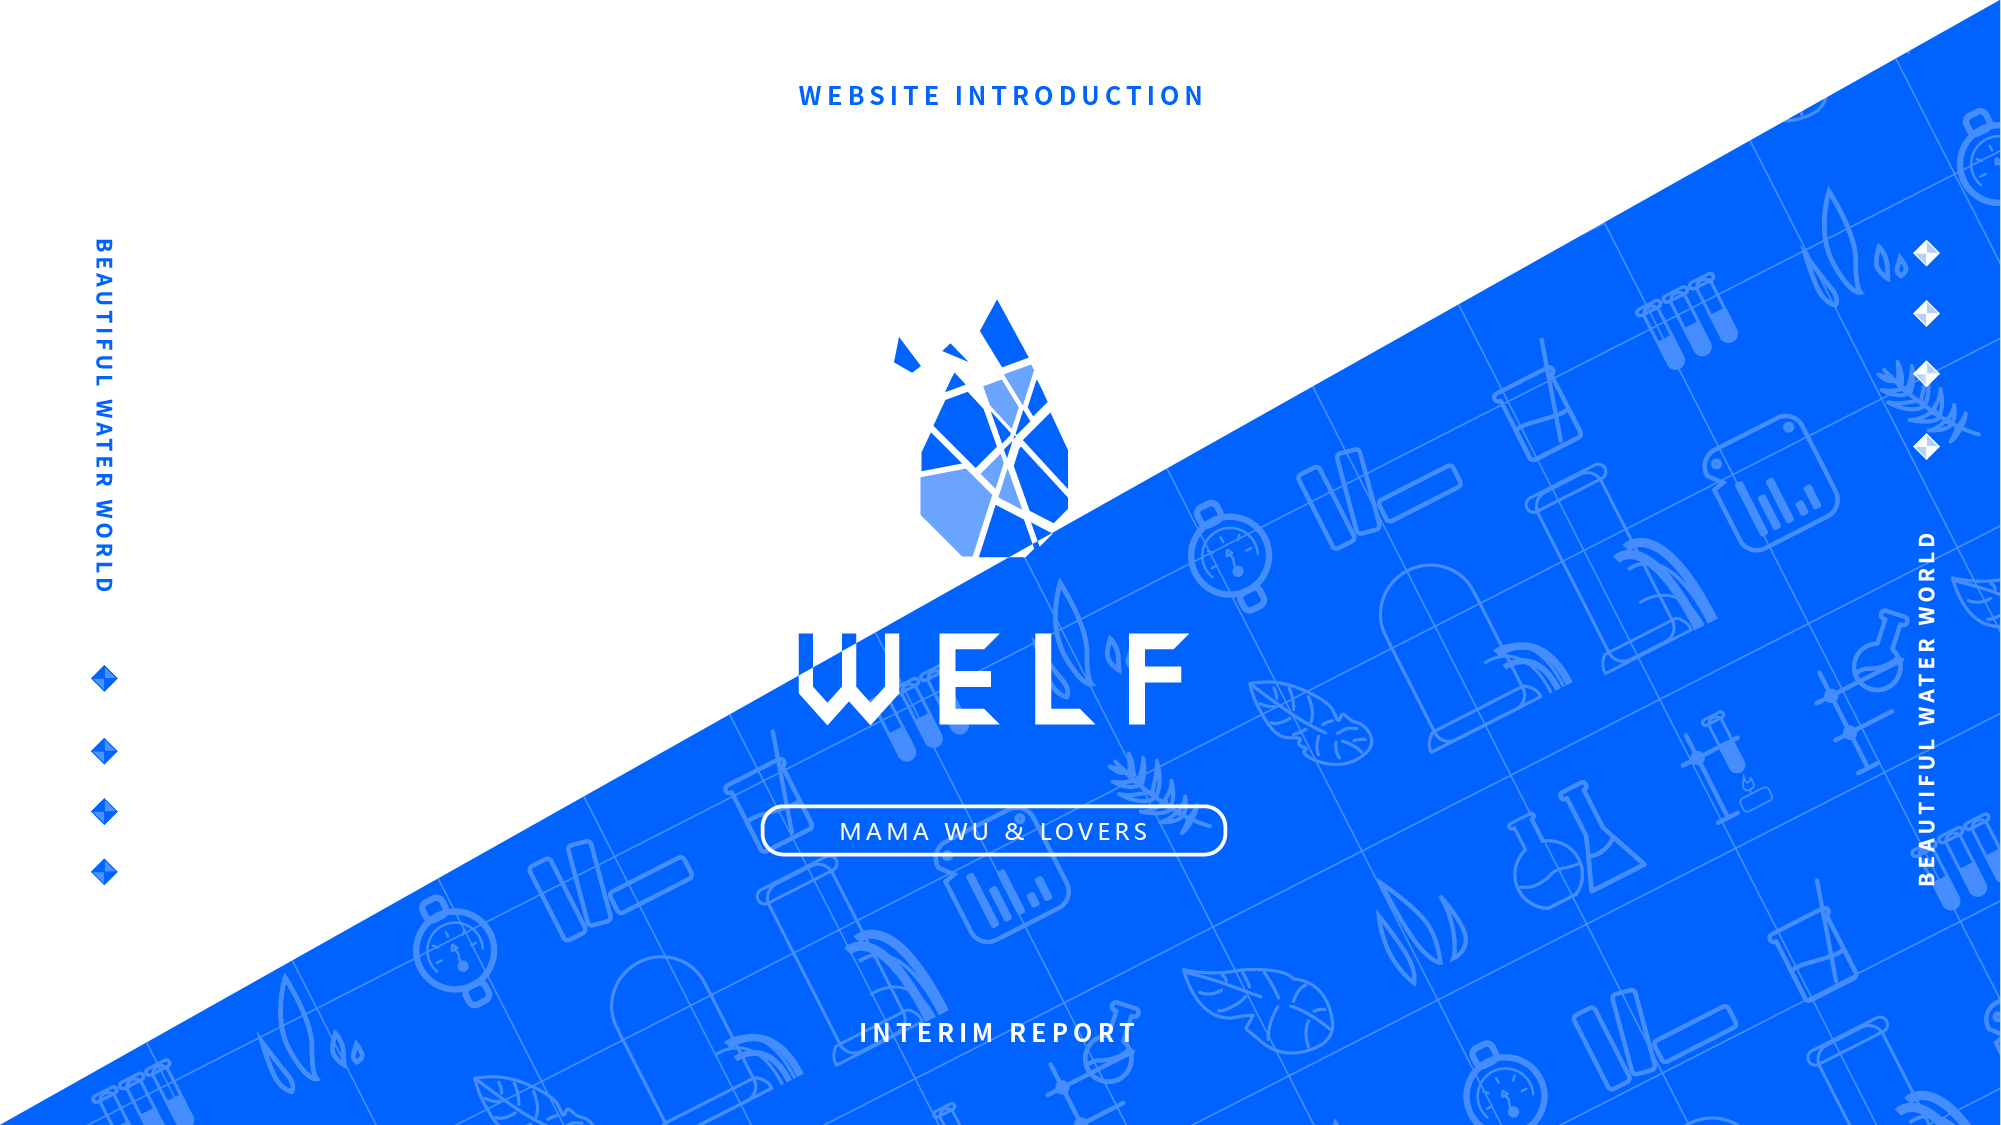 WEBSITE INTRODUCTION
BEAUTIFUL WATER WORLD
WELF
MAMA WU & LOVERS
INTERIM REPORT
BEAUTIFUL WATER WORLD